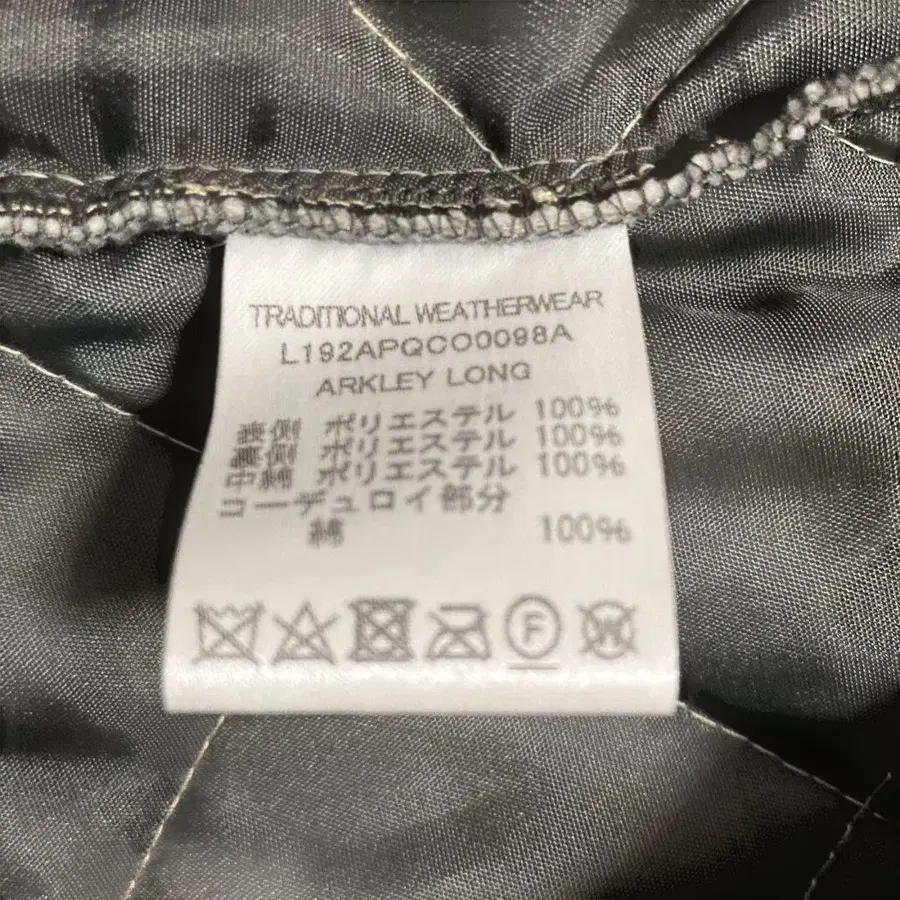 TRADITIONAL WEATHERWEAR
L192APQCO0098A
ARKLEY LONG
表側 ポリエステル 100%
裏側 ポリエステル 100%
中綿 ポリエステル 100%
コーデュロイ部分
綿 100%
F
W